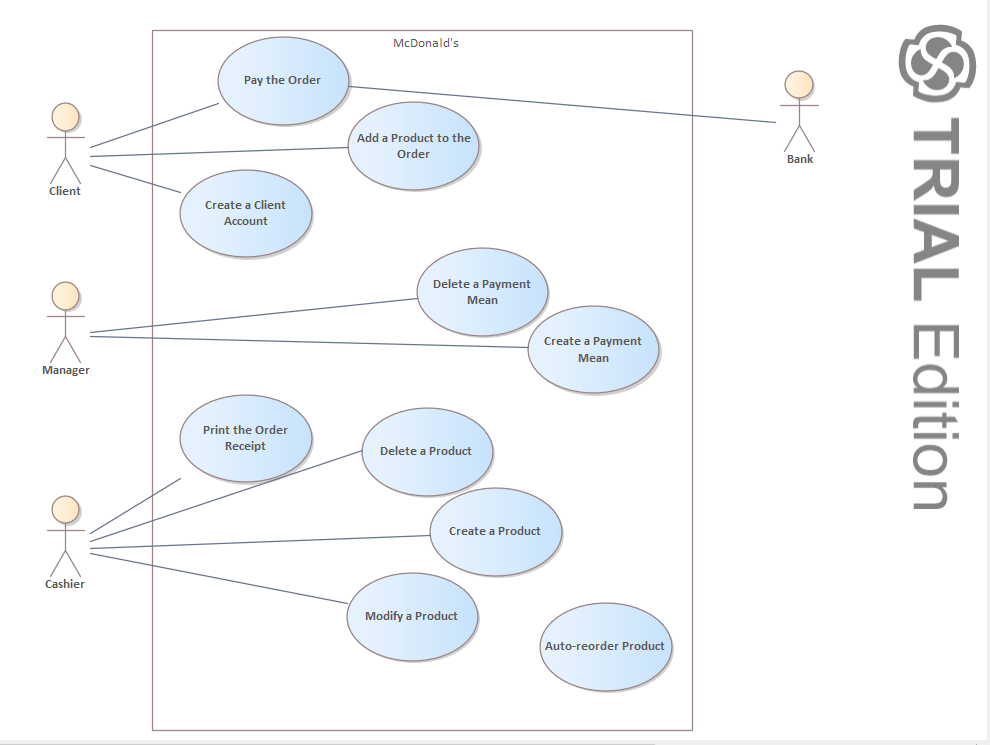 McDonald's
Pay the Order
Add a Product to the
Order
Client
Bank
Create a Client
Account
Delete a Payment
Mean
Create a Payment
Mean
Manager
Print the Order
Receipt
Delete a Product
Create a Product
Cashier
Modify a Product
Auto-reorder Product
TRIAL Edition